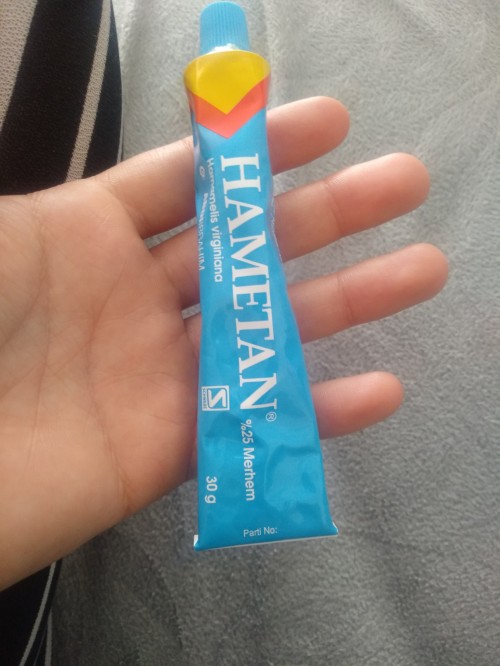 HAMETAN®
%25 Merhem
Hamamelis virginiana
30 g
Parti No: